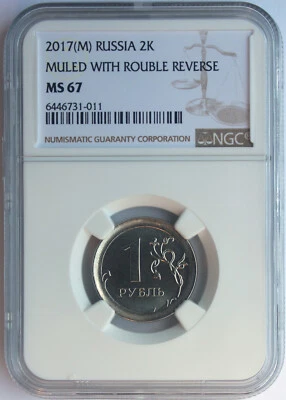 2017(M) RUSSIA 2K
MULED WITH ROUBLE REVERSE
MS 67
6446731-011
NUMISMATIC GUARANTY CORPORATION
NGC
1
РУБЛЬ